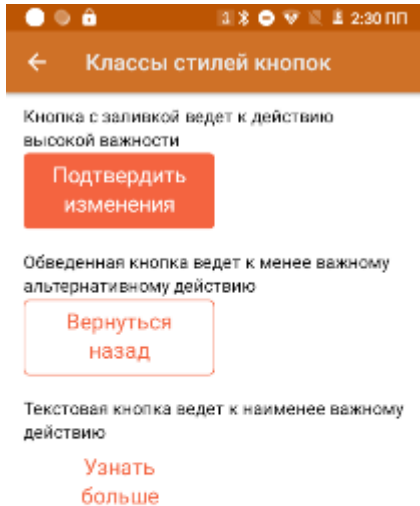 2:30 ПП
Классы стилей кнопок
Кнопка с заливкой ведет к действию
высокой важности
Подтвердить
изменения
Обведенная кнопка ведет к менее важному
альтернативному действию
Вернуться
назад
Текстовая кнопка ведет к наименее важному
действию
Узнать
больше